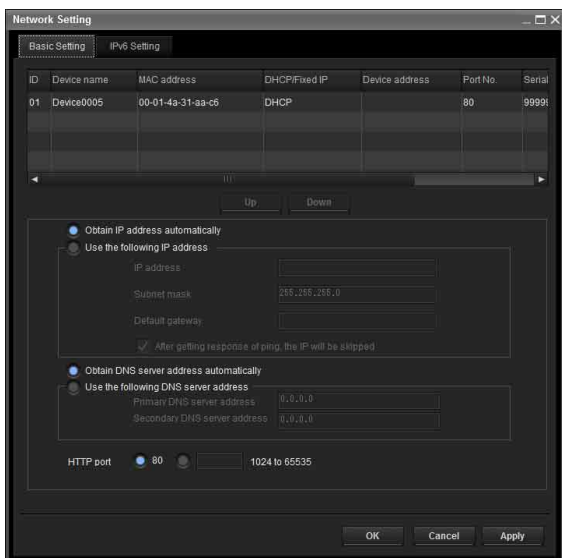 Network Setting
Basic Setting IPv6 Setting
ID Device name MAC address DHCP/Fixed IP Device address Port No. Serial
01 Device0005 00-01-4a-31-aa-c6 DHCP 80 9999
Up Down
Obtain IP address automatically
Use the following IP address
IP address
Subnet mask 255.255.255.0
Default gateway
After getting response of ping, the IP will be skipped
Obtain DNS server address automatically
Use the following DNS server address
Primary DNS server address 0.0.0.0
Secondary DNS server address 0.0.0.0
HTTP port 80 1024 to 65535
OK Cancel Apply